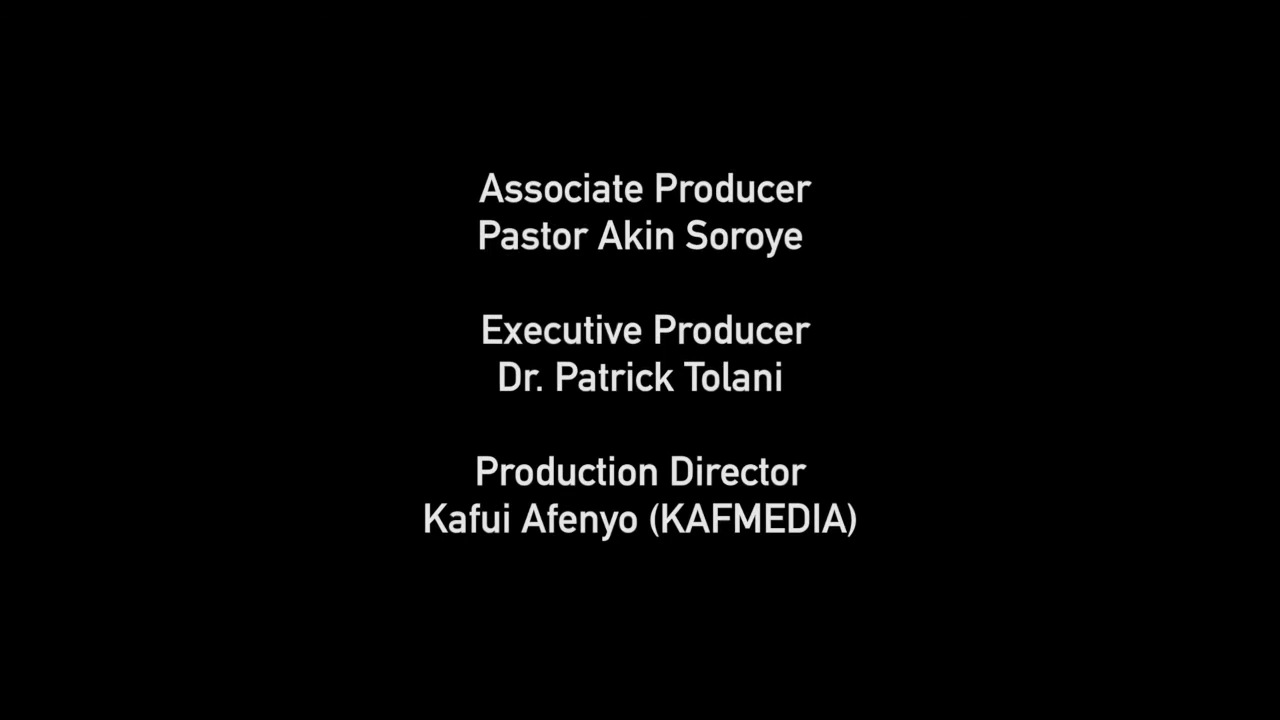 Associate Producer
Pastor Akin Soroye
Executive Producer
Dr. Patrick Tolani
Production Director
Kafui Afenyo (KAFMEDIA)